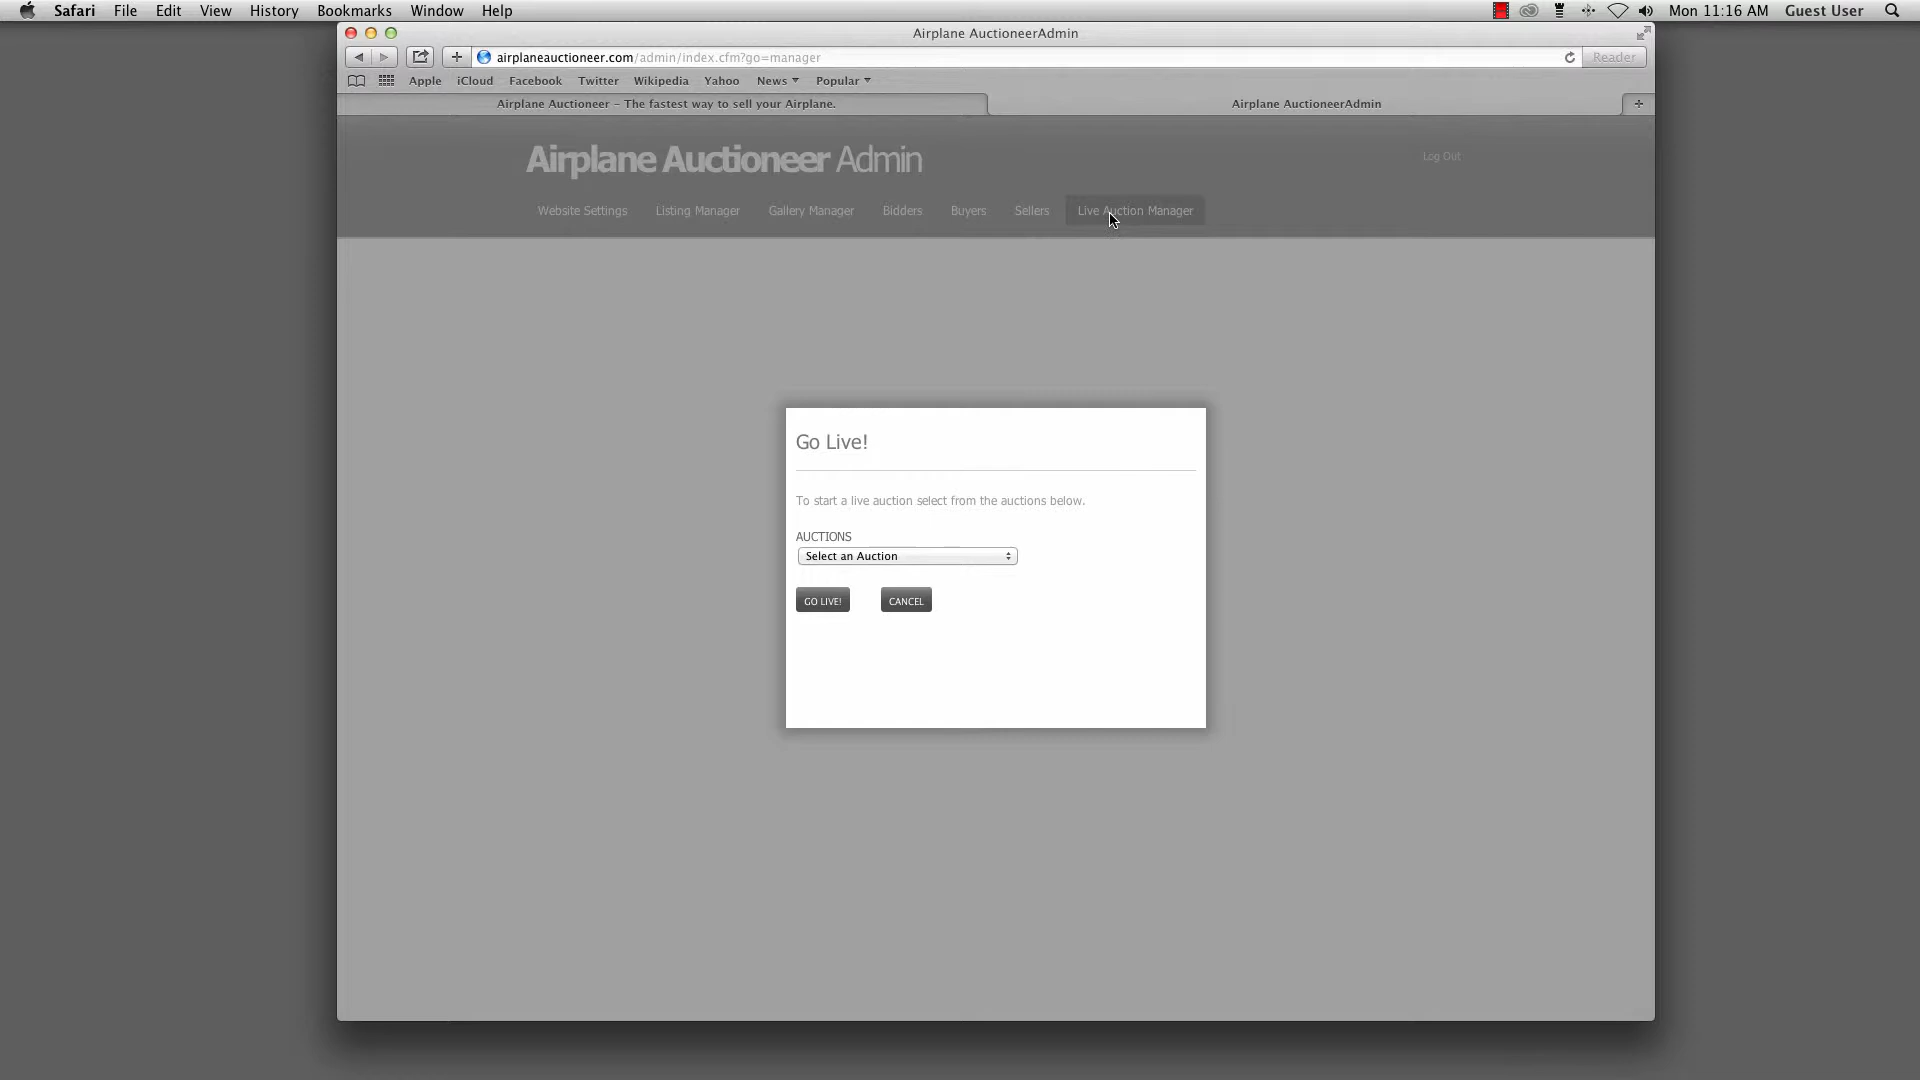 Safari File Edit View History Bookmarks Window Help Mon 11:16 AM Guest User
Airplane AuctioneerAdmin
airplaneauctioneer.com/admin/index.cfm?go=manager Reader
Apple iCloud Facebook Twitter Wikipedia Yahoo News Popular
Airplane Auctioneer – The fastest way to sell your Airplane. Airplane AuctioneerAdmin
Airplane Auctioneer Admin Log Out
Website Settings Listing Manager Gallery Manager Bidders Buyers Sellers Live Auction Manager
Go Live!
To start a live auction select from the auctions below.
AUCTIONS
Select an Auction
GO LIVE! CANCEL